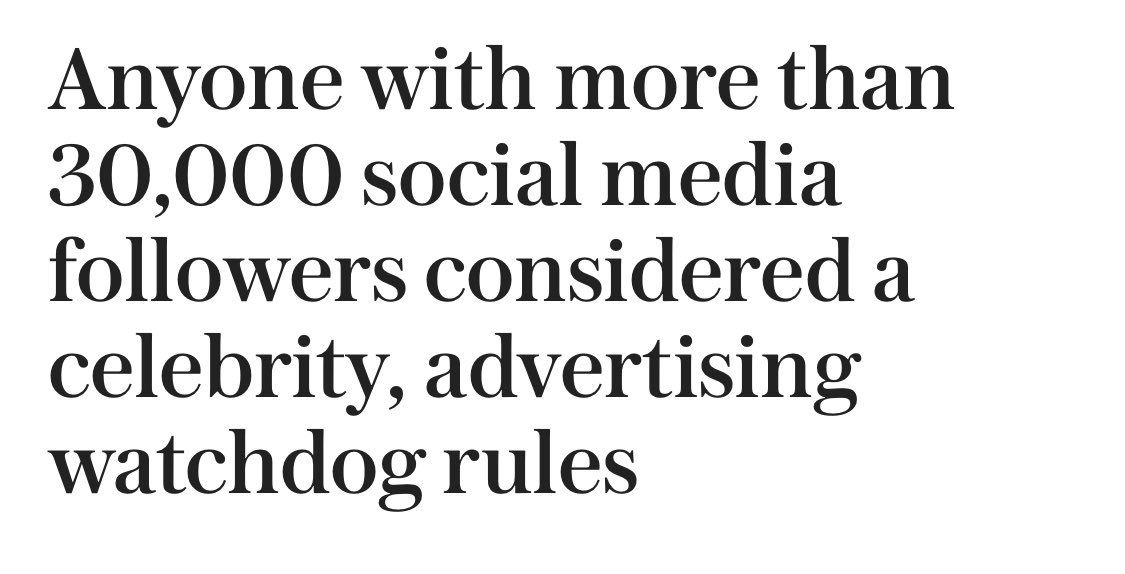 Anyone with more than
30,000 social media
followers considered a
celebrity, advertising
watchdog rules